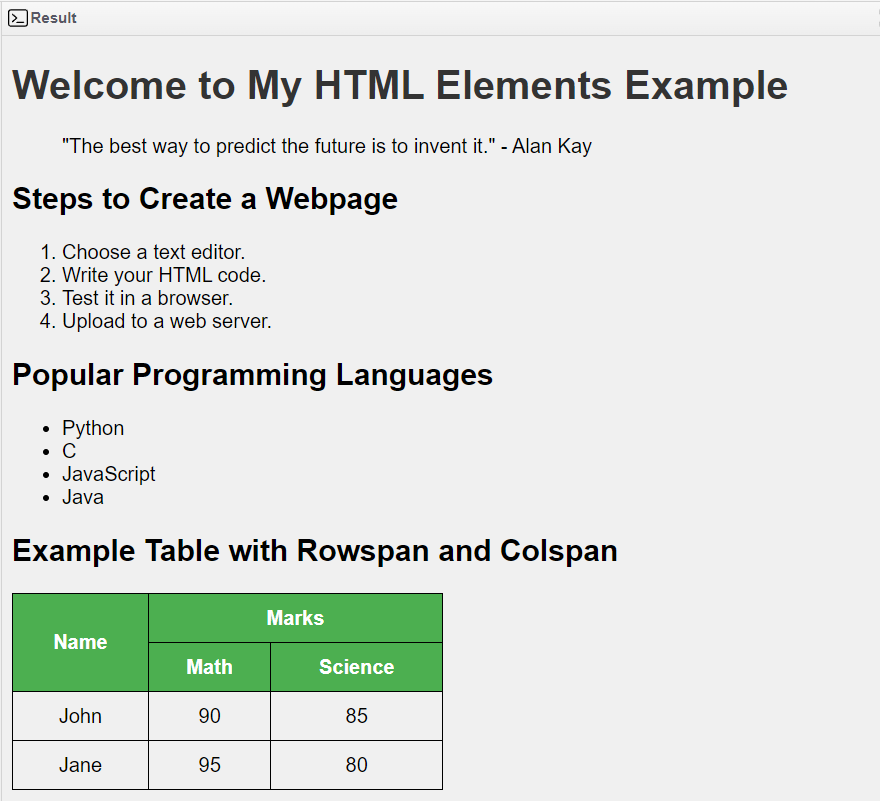 Result
Welcome to My HTML Elements Example
"The best way to predict the future is to invent it." - Alan Kay
Steps to Create a Webpage
1. Choose a text editor.
2. Write your HTML code.
3. Test it in a browser.
4. Upload to a web server.
Popular Programming Languages
• Python
• C
• JavaScript
• Java
Example Table with Rowspan and Colspan
Name Marks
Math Science
John 90 85
Jane 95 80